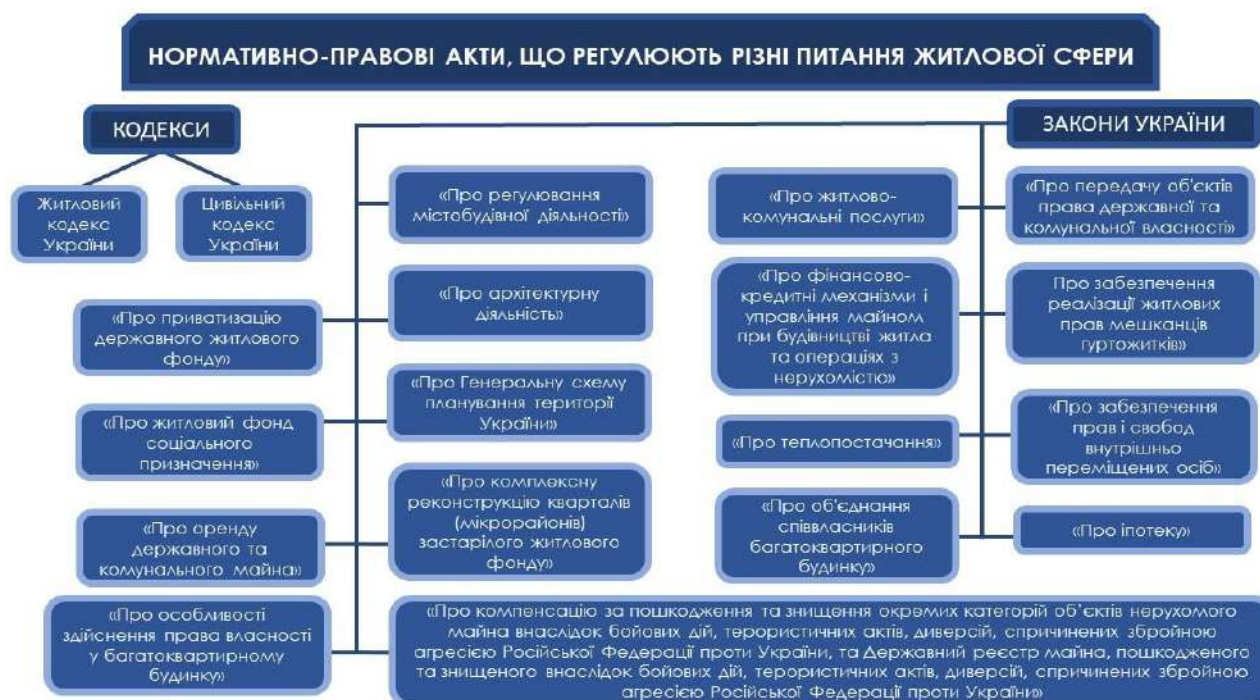 НОРМАТИВНО-ПРАВОВІ АКТИ, ЩО РЕГУЛЮЮТЬ РІЗНІ ПИТАННЯ ЖИТЛОВОЇ СФЕРИ
КОДЕКСИ
Житловий
кодекс
України
Цивільний
кодекс
України
ЗАКОНИ УКРАЇНИ
«Про приватизацію
державного житлового
фонду»
«Про житловий фонд
соціального
призначення»
«Про оренду
державного та
комунального майна»
«Про особливості
здійснення права власності
у багатоквартирному
будинку»
«Про регулювання
містобудівної діяльності»
«Про архітектурну
діяльність»
«Про Генеральну схему
планування території
України»
«Про комплексну
реконструкцію кварталів
(мікрорайонів)
застарілого житлового
фонду»
«Про житлово-
комунальні послуги»
«Про фінансово-
кредитні механізми і
управління майном
при будівництві житла
та операціях з
нерухомістю»
«Про теплопостачання»
«Про об'єднання
співвласників
багатоквартирного
будинку»
«Про передачу об'єктів
права державної та
комунальної власності»
Про забезпечення
реалізації житлових
прав мешканців
гуртожитків»
«Про забезпечення
прав і свобод
внутрішньо
переміщених осіб»
«Про іпотеку»
«Про компенсацію за пошкодження та знищення окремих категорій об’єктів нерухомого
майна внаслідок бойових дій, терористичних актів, диверсій, спричинених збройною
агресією Російської Федерації проти України, та Державний реєстр майна, пошкодженого
та знищеного внаслідок бойових дій, терористичних актів, диверсій, спричинених збройною
агресією Російської Федерації проти України»